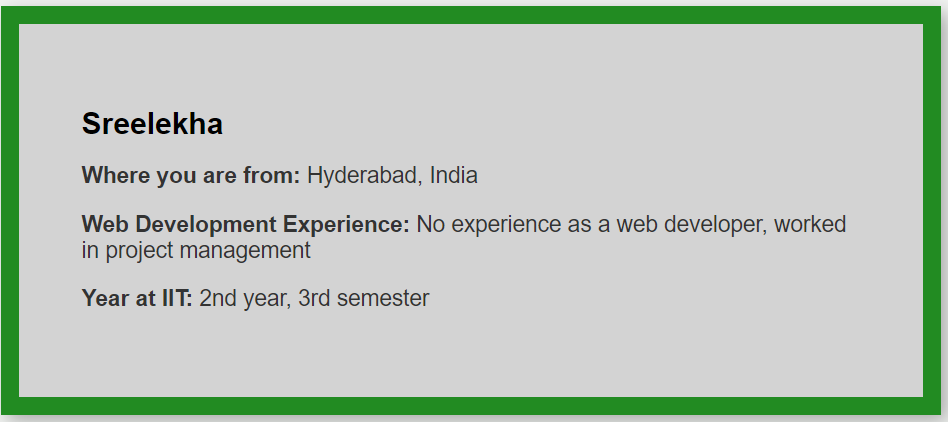 Sreelekha
Where you are from: Hyderabad, India
Web Development Experience: No experience as a web developer, worked
in project management
Year at IIT: 2nd year, 3rd semester